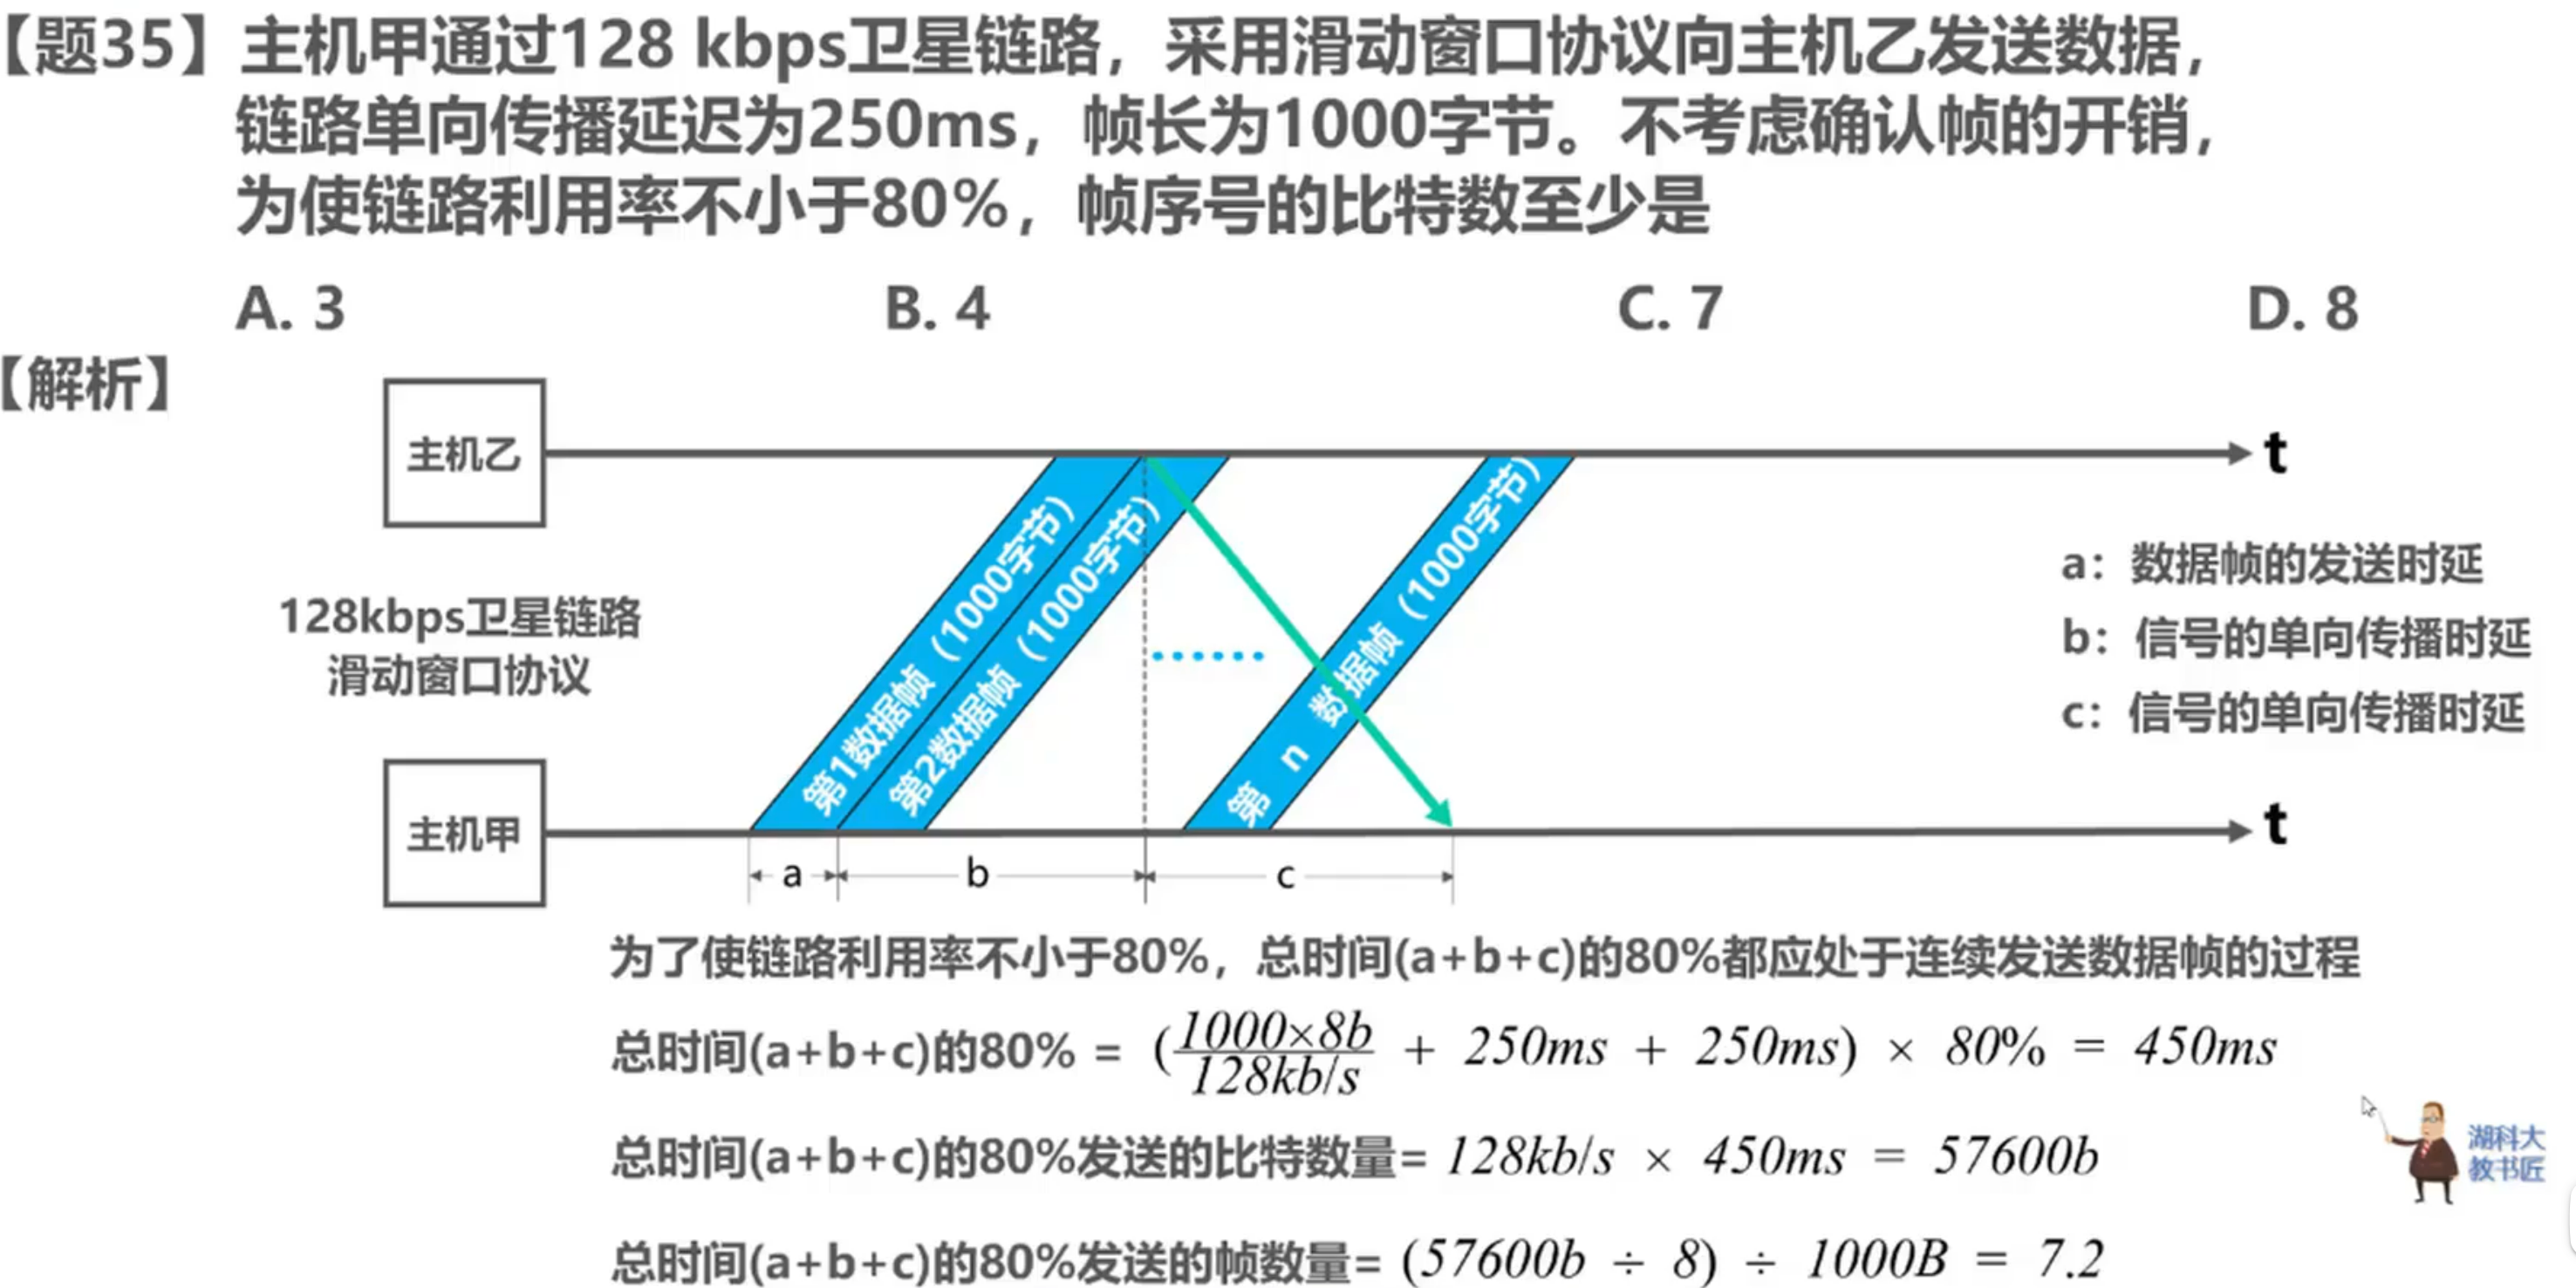 【题35】主机甲通过128 kbps卫星链路，采用滑动窗口协议向主机乙发送数据，
链路单向传播延迟为250ms，帧长为1000字节。不考虑确认帧的开销，
为使链路利用率不小于80%，帧序号的比特数至少是
A. 3 B. 4 C. 7 D. 8
【解析】
主机乙
t
第1数据帧（1000字节）
第2数据帧（1000字节）
······
第 n 数据帧（1000字节）
128kbps卫星链路
滑动窗口协议
a：数据帧的发送时延
b：信号的单向传播时延
c：信号的单向传播时延
主机甲
t
a b c
为了使链路利用率不小于80%，总时间(a+b+c)的80%都应处于连续发送数据帧的过程
总时间(a+b+c)的80% = (1000×8b/128kb/s + 250ms + 250ms) × 80% = 450ms
总时间(a+b+c)的80%发送的比特数量= 128kb/s × 450ms = 57600b
总时间(a+b+c)的80%发送的帧数量= (57600b ÷ 8) ÷ 1000B = 7.2
湖科大
教书匠